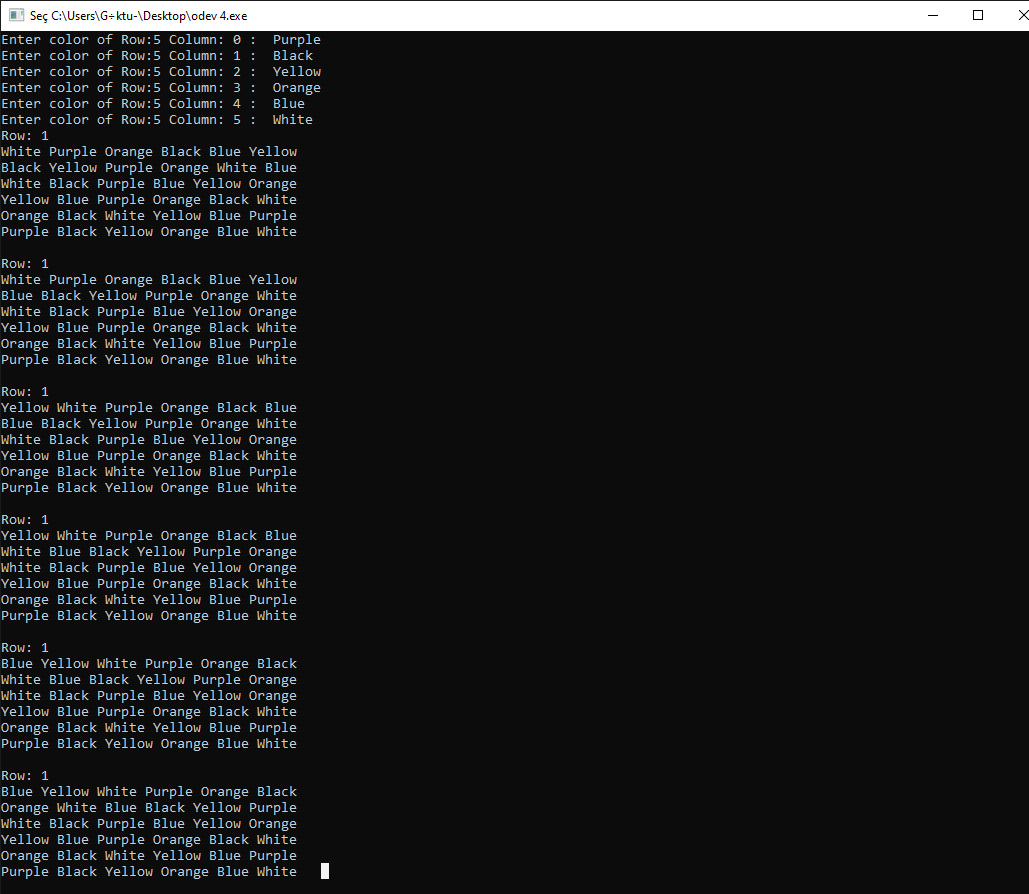 Seç C:\Users\G÷ktu-\Desktop\odev 4.exe
Enter color of Row:5 Column: 0 :  Purple
Enter color of Row:5 Column: 1 :  Black
Enter color of Row:5 Column: 2 :  Yellow
Enter color of Row:5 Column: 3 :  Orange
Enter color of Row:5 Column: 4 :  Blue
Enter color of Row:5 Column: 5 :  White
Row: 1
White Purple Orange Black Blue Yellow
Black Yellow Purple Orange White Blue
White Black Purple Blue Yellow Orange
Yellow Blue Purple Orange Black White
Orange Black White Yellow Blue Purple
Purple Black Yellow Orange Blue White

Row: 1
White Purple Orange Black Blue Yellow
Blue Black Yellow Purple Orange White
White Black Purple Blue Yellow Orange
Yellow Blue Purple Orange Black White
Orange Black White Yellow Blue Purple
Purple Black Yellow Orange Blue White

Row: 1
Yellow White Purple Orange Black Blue
Blue Black Yellow Purple Orange White
White Black Purple Blue Yellow Orange
Yellow Blue Purple Orange Black White
Orange Black White Yellow Blue Purple
Purple Black Yellow Orange Blue White

Row: 1
Yellow White Purple Orange Black Blue
White Blue Black Yellow Purple Orange
White Black Purple Blue Yellow Orange
Yellow Blue Purple Orange Black White
Orange Black White Yellow Blue Purple
Purple Black Yellow Orange Blue White

Row: 1
Blue Yellow White Purple Orange Black
White Blue Black Yellow Purple Orange
White Black Purple Blue Yellow Orange
Yellow Blue Purple Orange Black White
Orange Black White Yellow Blue Purple
Purple Black Yellow Orange Blue White

Row: 1
Blue Yellow White Purple Orange Black
Orange White Blue Black Yellow Purple
White Black Purple Blue Yellow Orange
Yellow Blue Purple Orange Black White
Orange Black White Yellow Blue Purple
Purple Black Yellow Orange Blue White